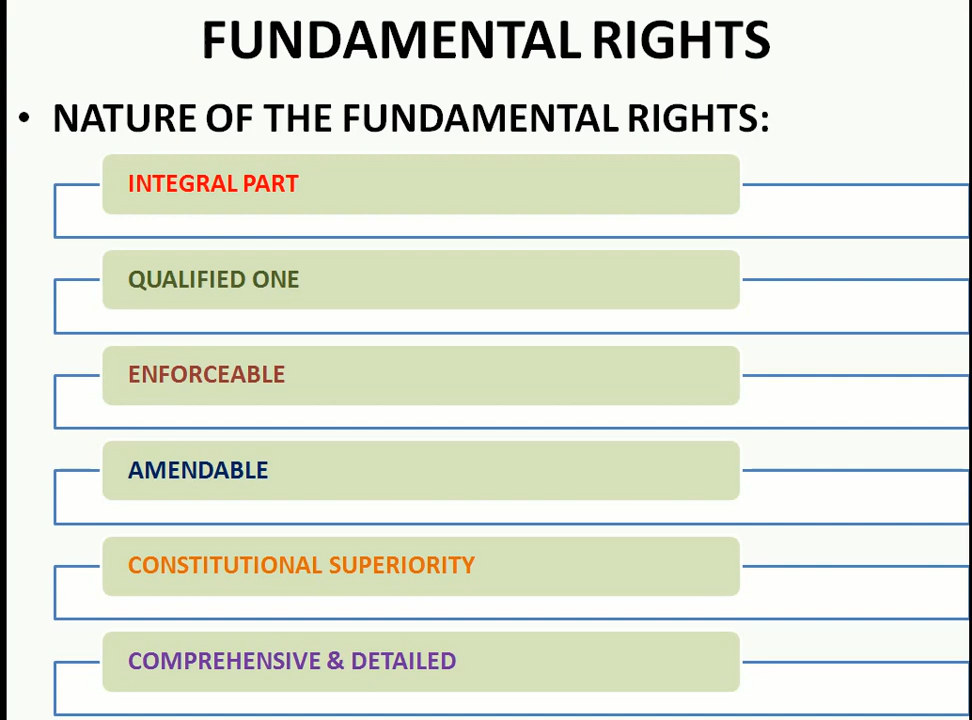 FUNDAMENTAL RIGHTS
• NATURE OF THE FUNDAMENTAL RIGHTS:
INTEGRAL PART
QUALIFIED ONE
ENFORCEABLE
AMENDABLE
CONSTITUTIONAL SUPERIORITY
COMPREHENSIVE & DETAILED